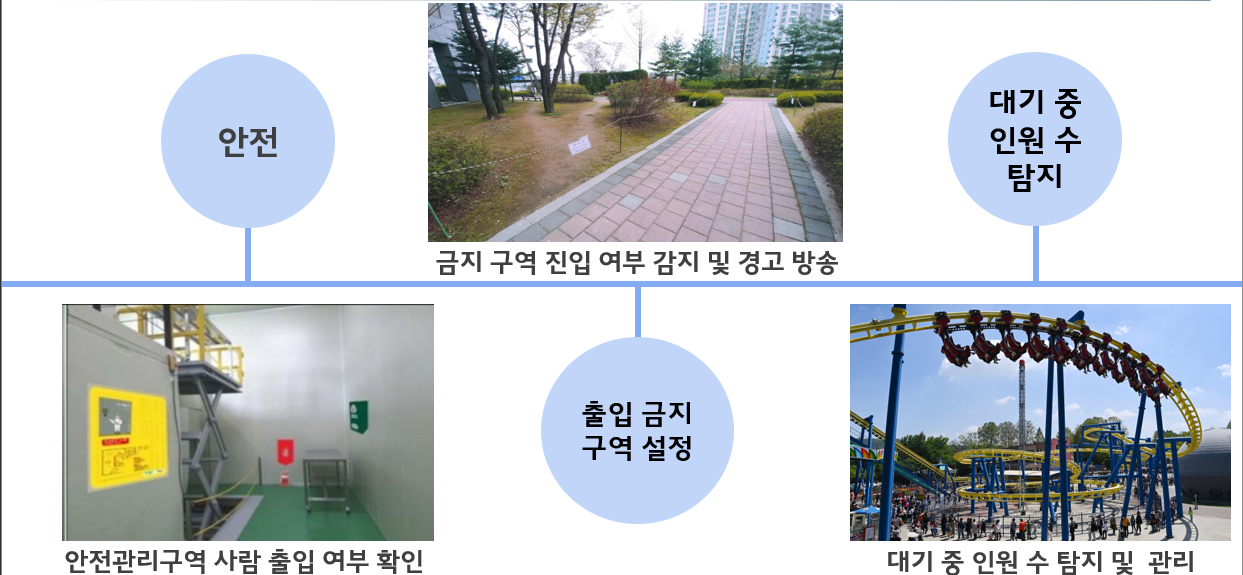 안전
대기 중
인원 수
탐지
금지 구역 진입 여부 감지 및 경고 방송
출입 금지
구역 설정
안전관리구역 사람 출입 여부 확인
대기 중 인원 수 탐지 및 관리